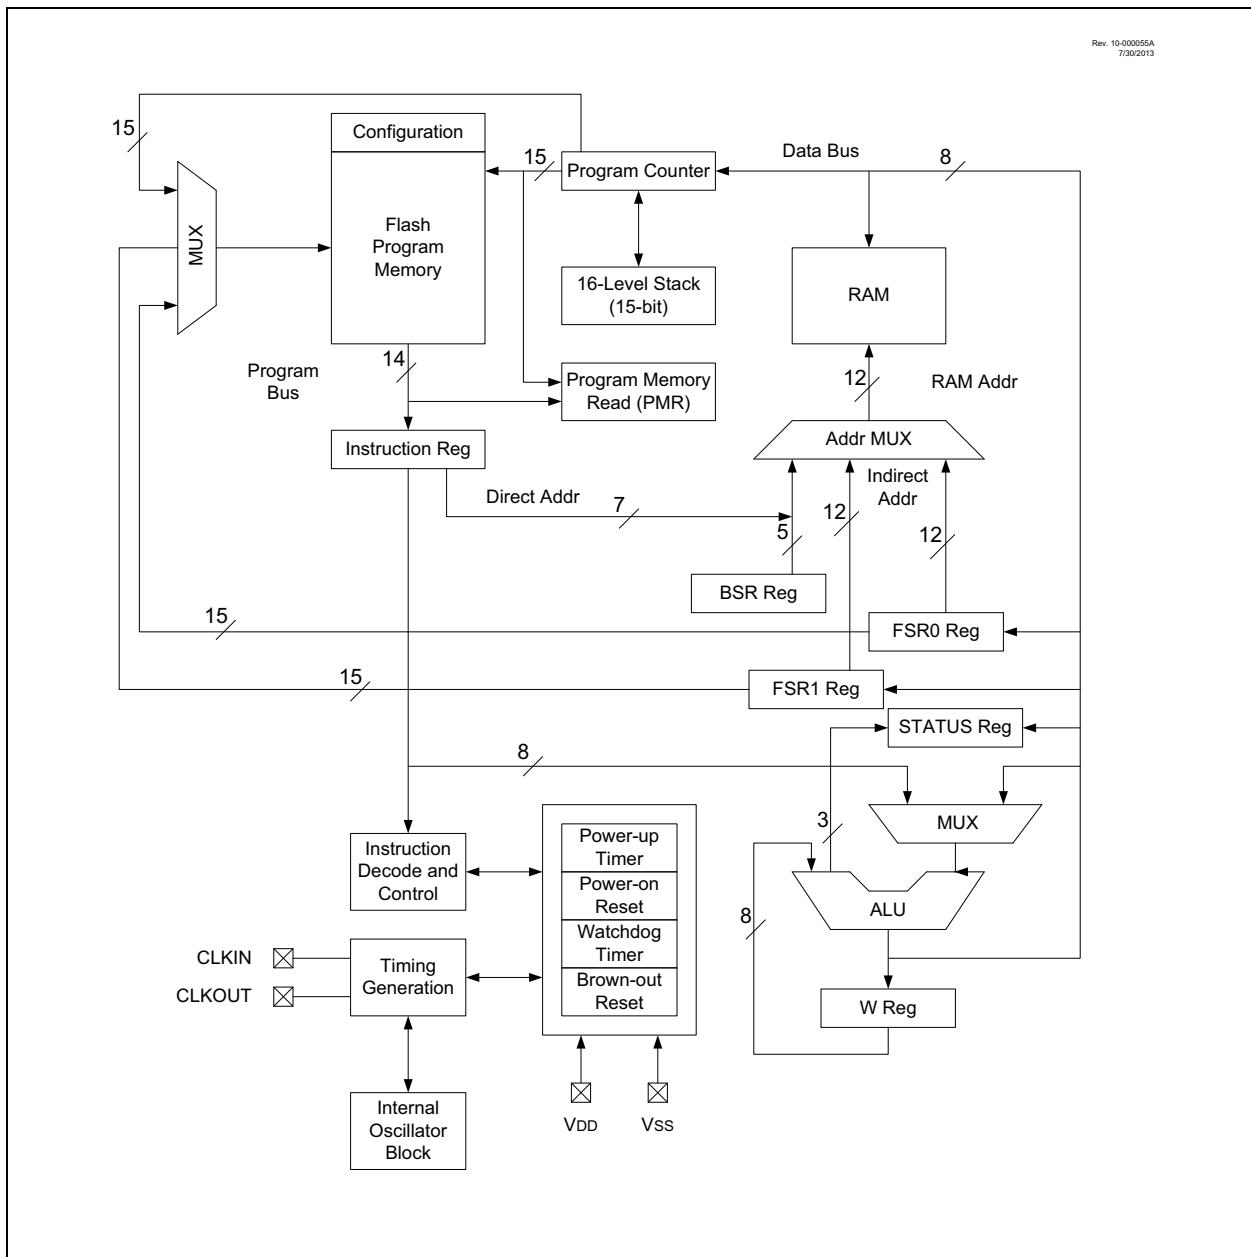 Rev. 10-000055A
7/30/2013
15
Configuration
15
Program Counter
Data Bus
8
MUX
Flash
Program
Memory
16-Level Stack
(15-bit)
RAM
Program
Bus
14
Program Memory
Read (PMR)
12
RAM Addr
Instruction Reg
Addr MUX
Direct Addr
7
Indirect
Addr
12
5
12
BSR Reg
15
FSR0 Reg
15
FSR1 Reg
STATUS Reg
8
MUX
3
Instruction
Decode and
Control
Power-up
Timer
Power-on
Reset
Watchdog
Timer
Brown-out
Reset
ALU
8
CLKIN
CLKOUT
Timing
Generation
W Reg
Internal
Oscillator
Block
VDD
VSS